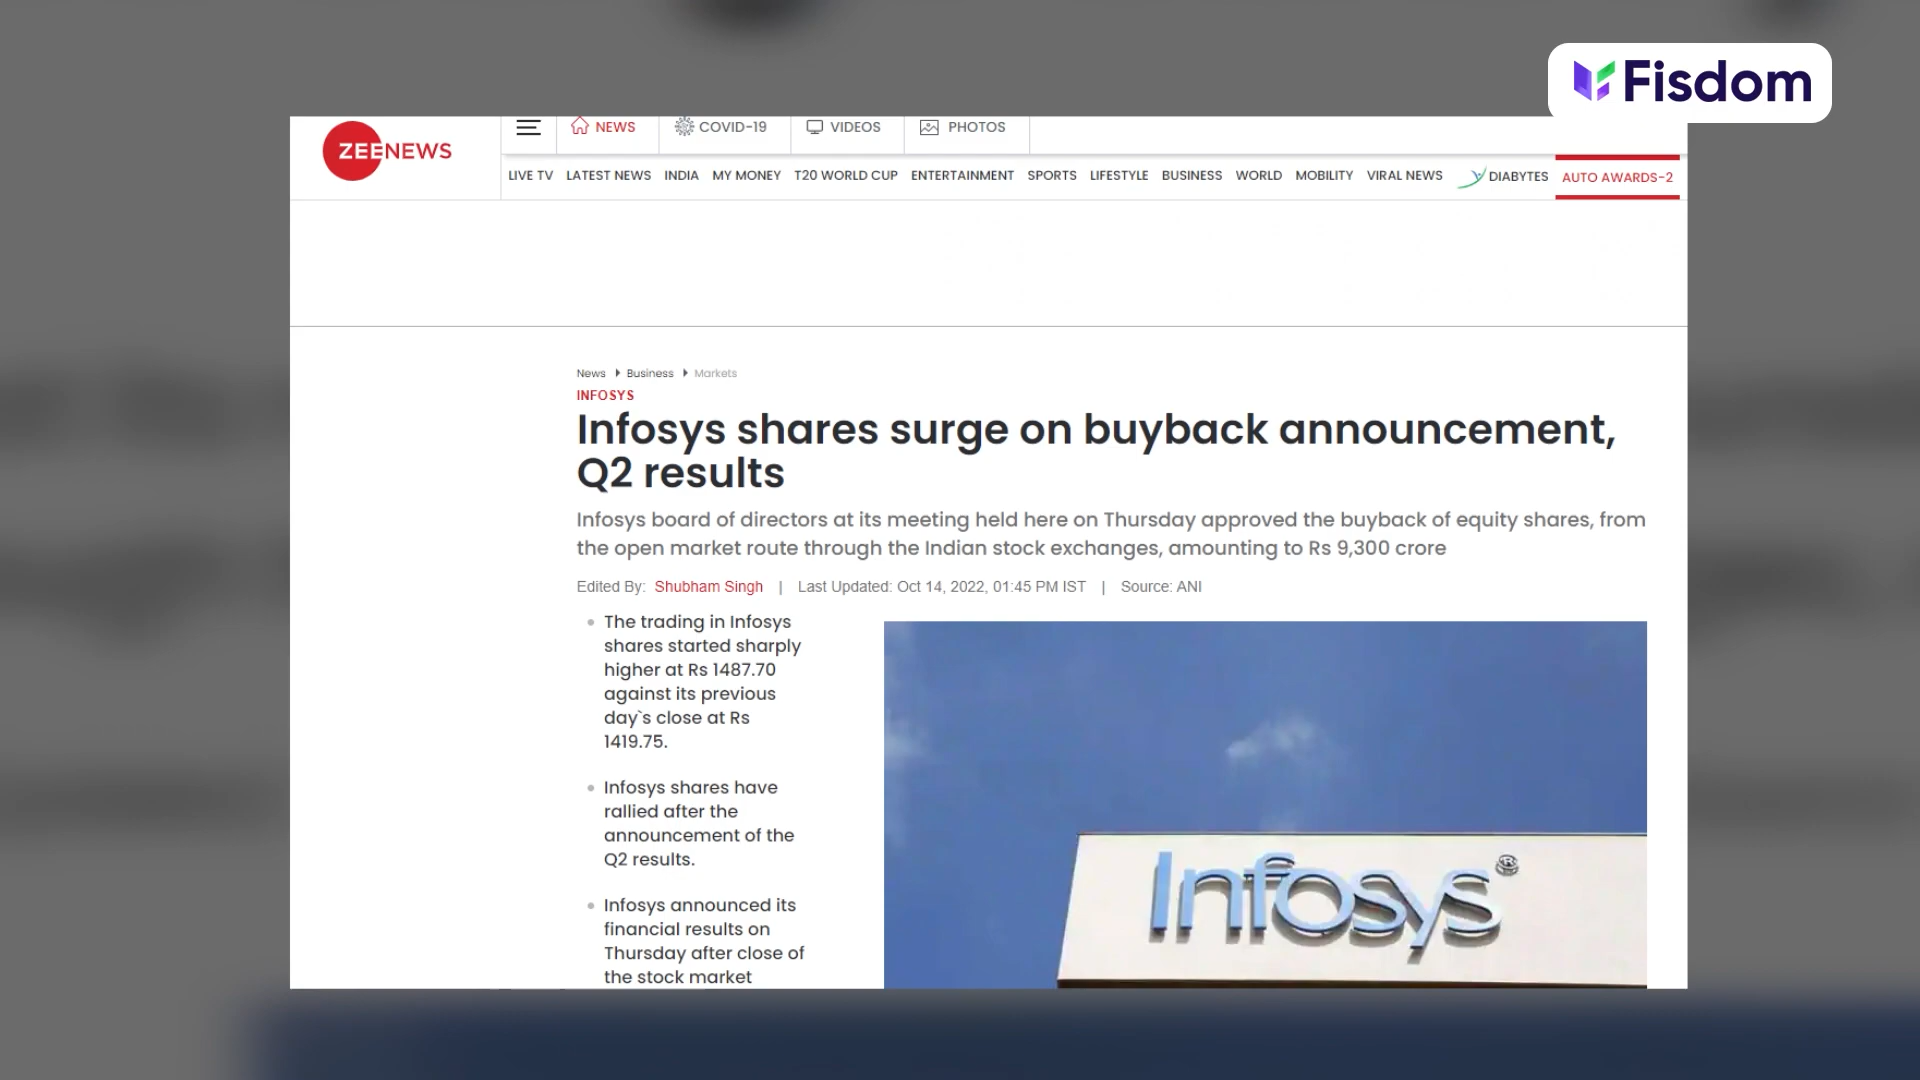 Fisdom
ZEENEWS
NEWS
COVID-19
VIDEOS
PHOTOS
LIVE TV LATEST NEWS INDIA MY MONEY T20 WORLD CUP ENTERTAINMENT SPORTS LIFESTYLE BUSINESS WORLD MOBILITY VIRAL NEWS DIABYTES AUTO AWARDS-2
News Business Markets
INFOSYS
Infosys shares surge on buyback announcement,
Q2 results
Infosys board of directors at its meeting held here on Thursday approved the buyback of equity shares, from
the open market route through the Indian stock exchanges, amounting to Rs 9,300 crore
Edited By: Shubham Singh | Last Updated: Oct 14, 2022, 01:45 PM IST | Source: ANI
The trading in Infosys
shares started sharply
higher at Rs 1487.70
against its previous
day`s close at Rs
1419.75.
Infosys shares have
rallied after the
announcement of the
Q2 results.
Infosys announced its
financial results on
Thursday after close of
the stock market
Infosys®